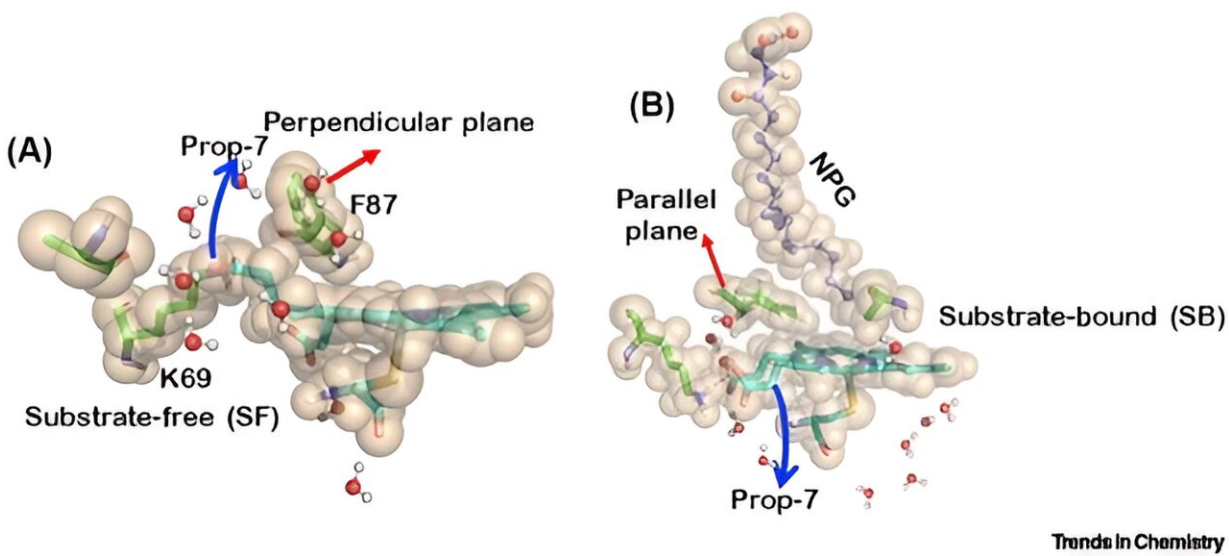 (A)
Prop-7
Perpendicular plane
F87
K69
Substrate-free (SF)
(B)
NPG
Parallel
plane
Substrate-bound (SB)
Prop-7
Trends in Chemistry